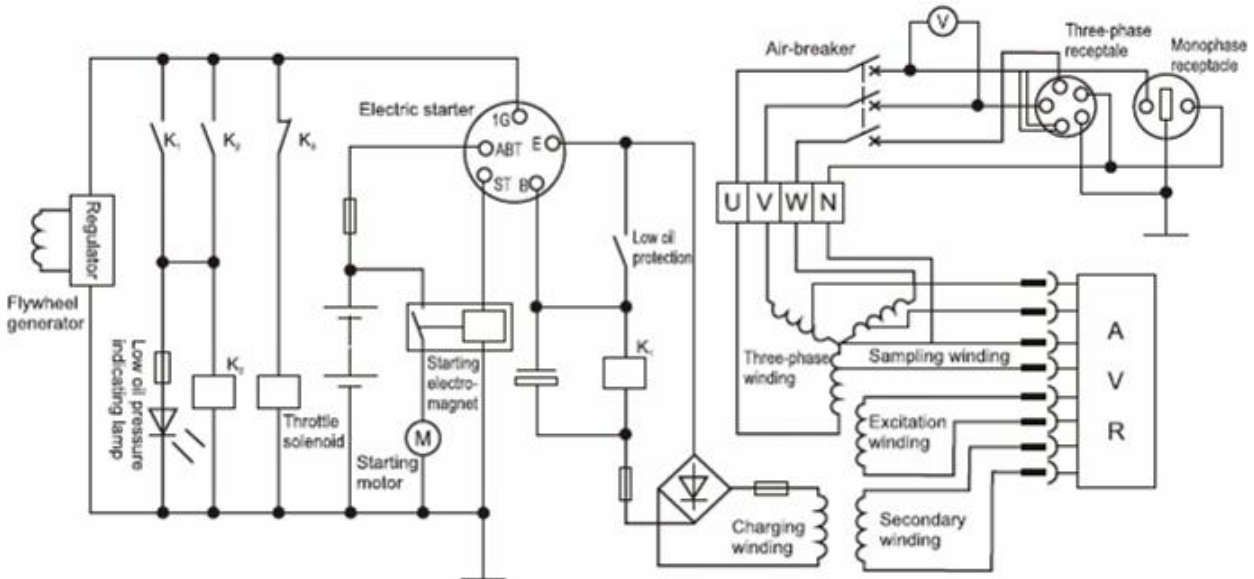 Air-breaker
V
Three-phase
receptale
Monophase
receptacle
Electric starter
1G
ABT
E
ST
B
K₁
K₂
K₃
Regulator
Flywheel
generator
U
V
W
N
Low oil
protection
Low oil pressure
indicating lamp
K₂
Throttle
solenoid
Starting
electro-
magnet
M
Starting
motor
K₁
Three-phase
winding
Sampling winding
Excitation
winding
Secondary
winding
Charging
winding
A
V
R